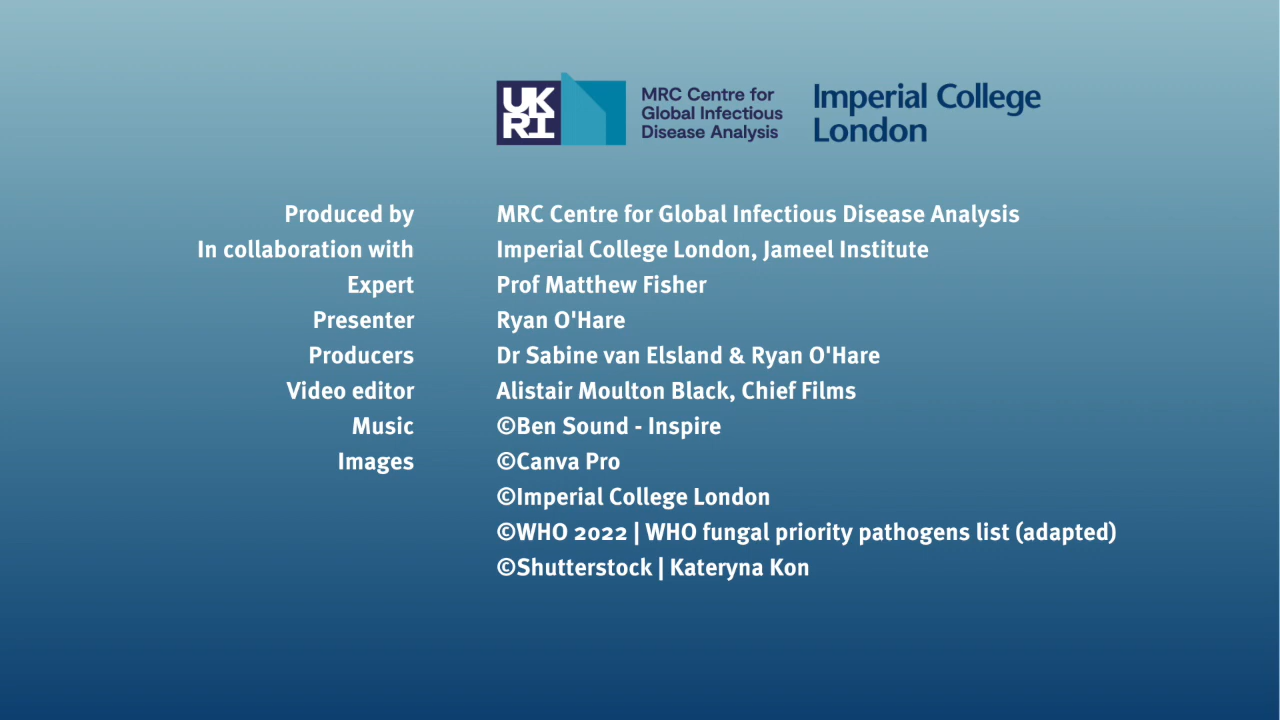 UK
RI
MRC Centre for
Global Infectious
Disease Analysis
Imperial College
London
Produced by MRC Centre for Global Infectious Disease Analysis
In collaboration with Imperial College London, Jameel Institute
Expert Prof Matthew Fisher
Presenter Ryan O'Hare
Producers Dr Sabine van Elsland & Ryan O'Hare
Video editor Alistair Moulton Black, Chief Films
Music ©Ben Sound - Inspire
Images ©Canva Pro
©Imperial College London
©WHO 2022 | WHO fungal priority pathogens list (adapted)
©Shutterstock | Kateryna Kon